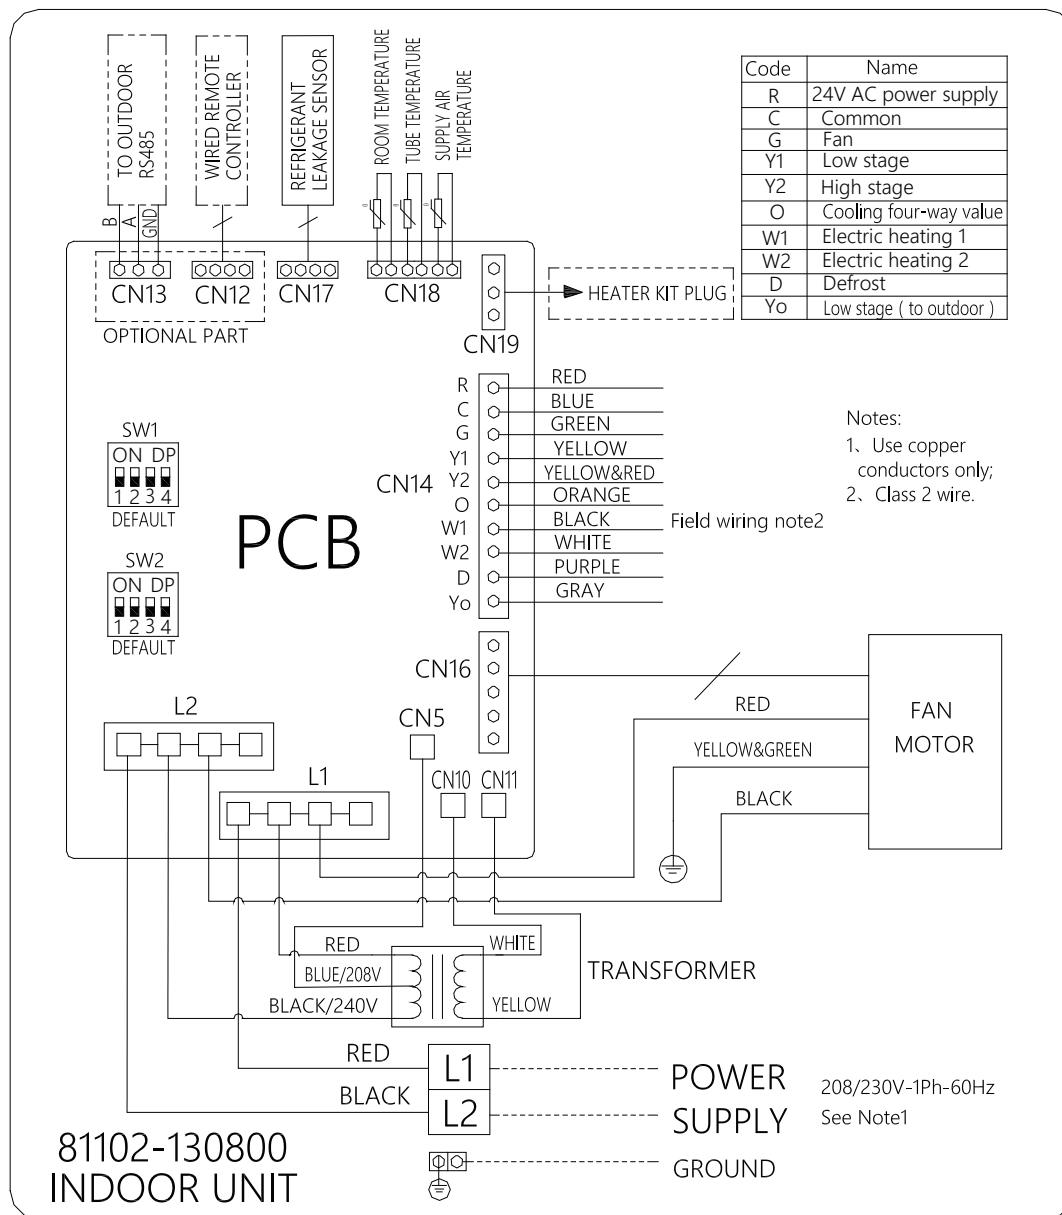 TO OUTDOOR
RS485
WIRED REMOTE
CONTROLLER
REFRIGERANT
LEAKAGE SENSOR
ROOM TEMPERATURE
TUBE TEMPERATURE
SUPPLY AIR
TEMPERATURE
Code Name
R 24V AC power supply
C Common
G Fan
Y1 Low stage
Y2 High stage
O Cooling four-way value
W1 Electric heating 1
W2 Electric heating 2
D Defrost
Yo Low stage ( to outdoor )
B
A
GND
θ θ θ
CN13
CN12
CN17
CN18
OPTIONAL PART
HEATER KIT PLUG
CN19
R RED
C BLUE
G GREEN
Y1 YELLOW
Y2 YELLOW&RED
O ORANGE
W1 BLACK
W2 WHITE
D PURPLE
Yo GRAY
CN14
Field wiring note2
Notes:
1、Use copper
conductors only;
2、Class 2 wire.
SW1
ON DP
1 2 3 4
DEFAULT
PCB
SW2
ON DP
1 2 3 4
DEFAULT
CN16
L2
CN5
L1
CN10
CN11
RED
YELLOW&GREEN
BLACK
FAN
MOTOR
RED
WHITE
BLUE/208V
BLACK/240V
YELLOW
TRANSFORMER
RED
L1
BLACK
L2
POWER
SUPPLY
208/230V-1Ph-60Hz
See Note1
GROUND
81102-130800
INDOOR UNIT